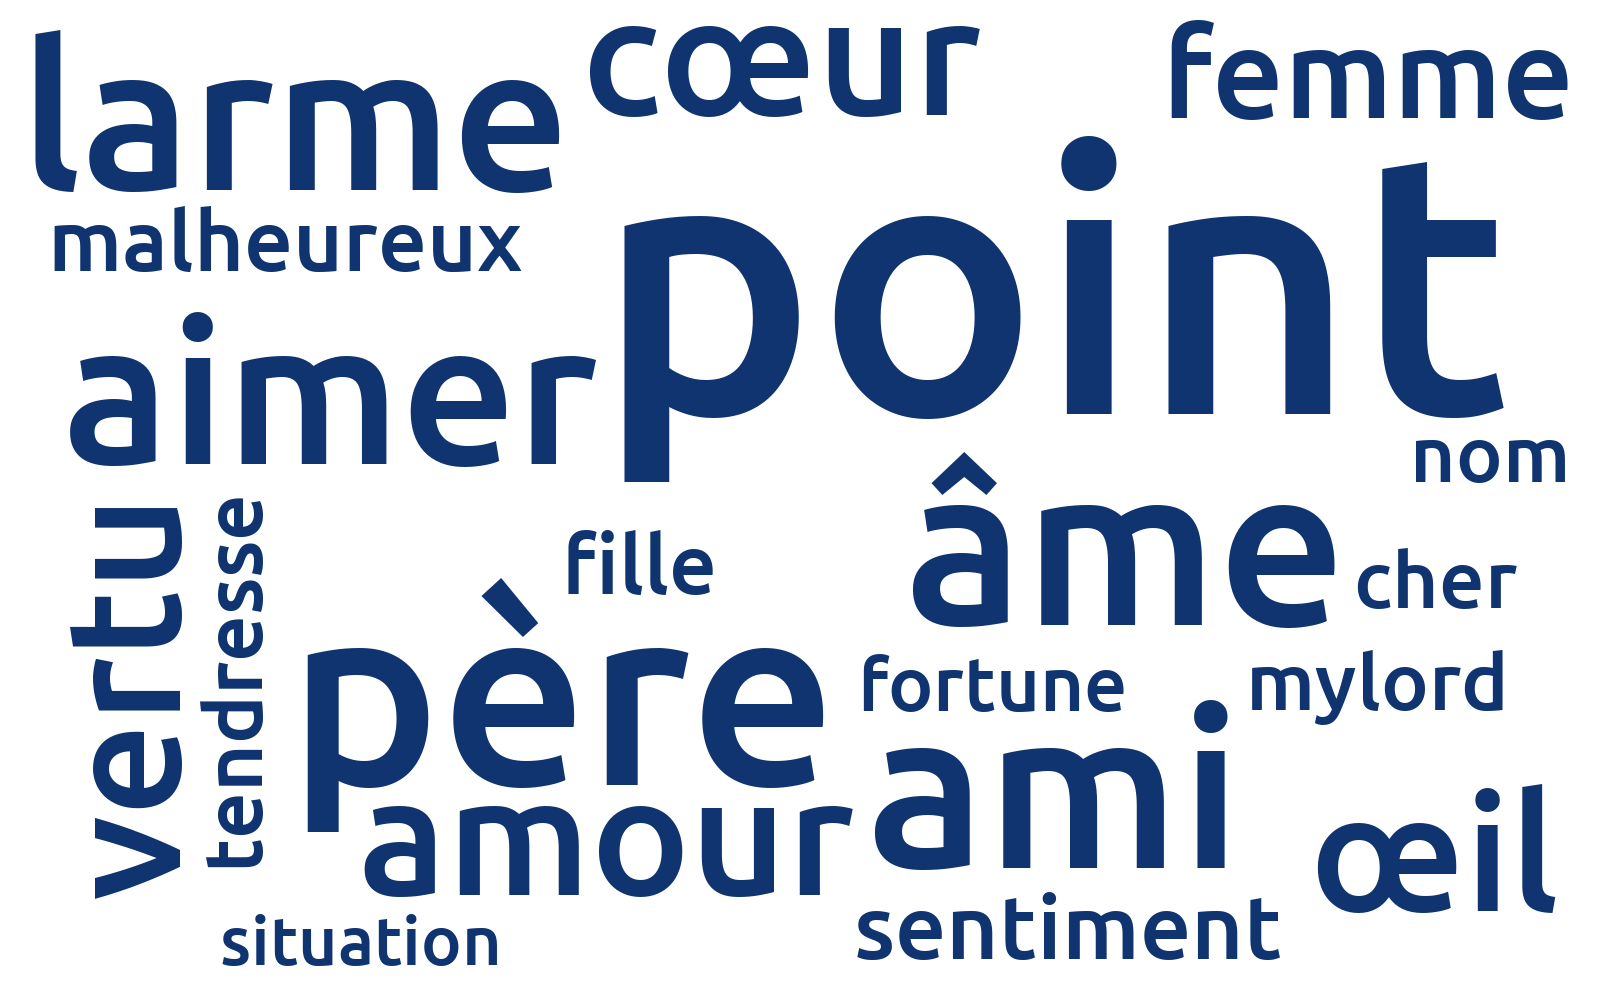 larme
cœur
femme
malheureux
point
aimer
nom
âme
vertu
tendresse
fille
cher
père
fortune
mylord
ami
amour
œil
situation
sentiment